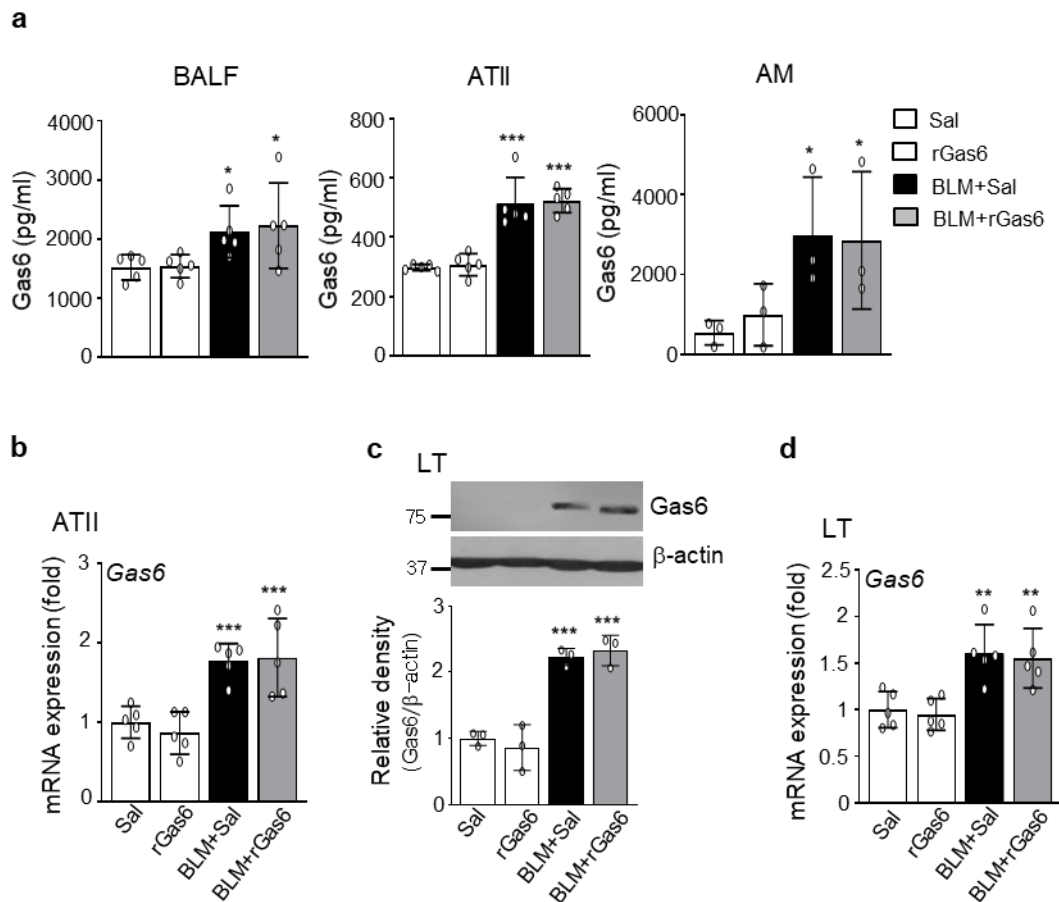 a
BALF
ATII
AM
4000
3000
2000
1000
0
Gas6 (pg/ml)
*
*
800
600
400
200
0
Gas6 (pg/ml)
***
***
6000
4000
2000
0
Gas6 (pg/ml)
*
*
Sal
rGas6
BLM+Sal
BLM+rGas6
b
ATII
Gas6
3
2
1
0
mRNA expression (fold)
***
***
Sal
rGas6
BLM+Sal
BLM+rGas6
c
LT
75
Gas6
37
β-actin
3
2
1
0
Relative density
(Gas6/β−actin)
***
***
Sal
rGas6
BLM+Sal
BLM+rGas6
d
LT
Gas6
2.5
2
1.5
1
0.5
0
mRNA expression (fold)
**
**
Sal
rGas6
BLM+Sal
BLM+rGas6